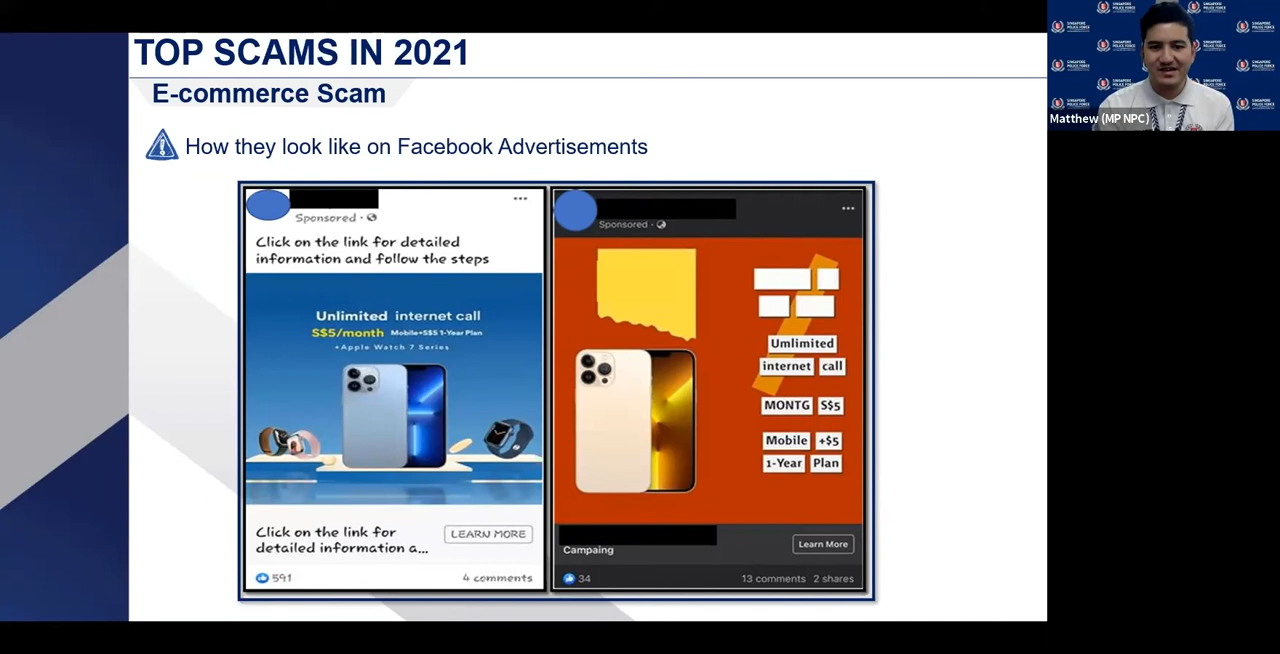 TOP SCAMS IN 2021
E-commerce Scam
How they look like on Facebook Advertisements
Sponsored
Click on the link for detailed
information and follow the steps
Unlimited internet call
S$5/month Mobile+S$5 1-Year Plan
+Apple Watch 7 Series
Click on the link for
detailed information a...
LEARN MORE
591
4 comments
Sponsored
Umlimited
internet call
MONTG S$5
Mobile +$5
1-Year Plan
Campaing
Learn More
34
13 comments 2 shares
SINGAPORE
POLICE FORCE
Matthew (MP NPC)